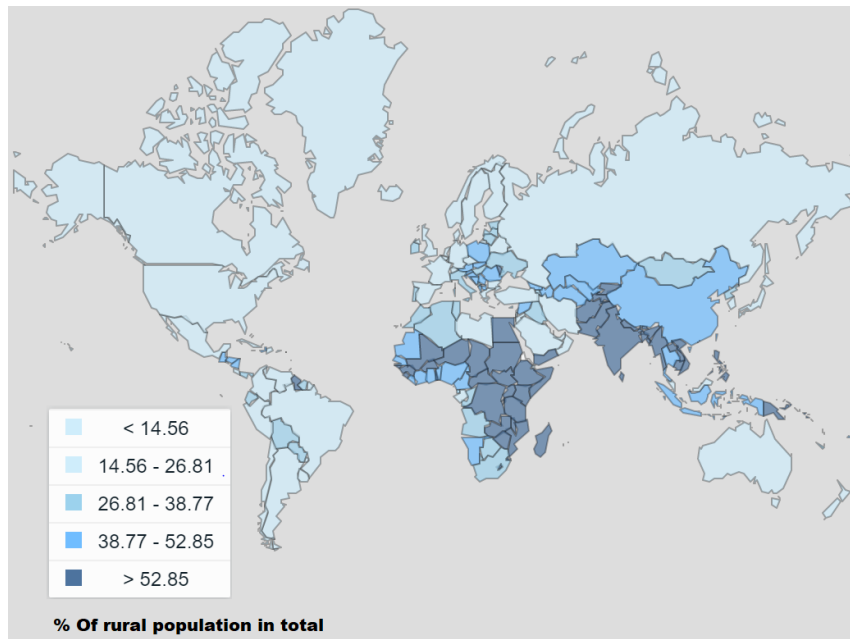 < 14.56
14.56 - 26.81 .
26.81 - 38.77
38.77 - 52.85
> 52.85
% Of rural population in total